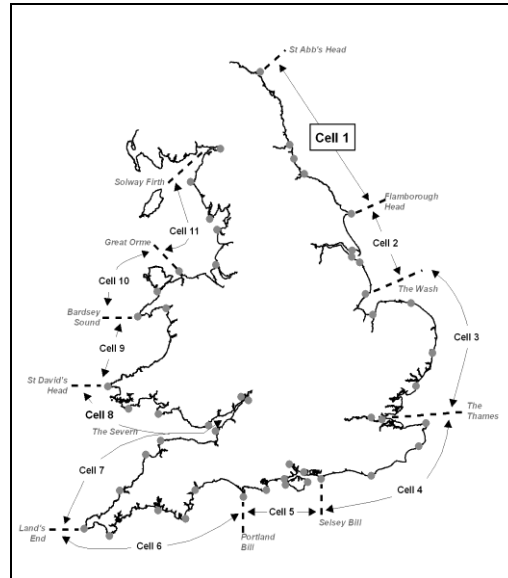 St Abb's Head
Cell 1
Solway Firth
Flamborough
Head
Great Orme
Cell 11
Cell 2
Cell 10
The Wash
Bardsey
Sound
Cell 9
Cell 3
St David's
Head
Cell 8
The Severn
The
Thames
Cell 7
Cell 4
Cell 5
Selsey Bill
Land's
End
Cell 6
Portland
Bill